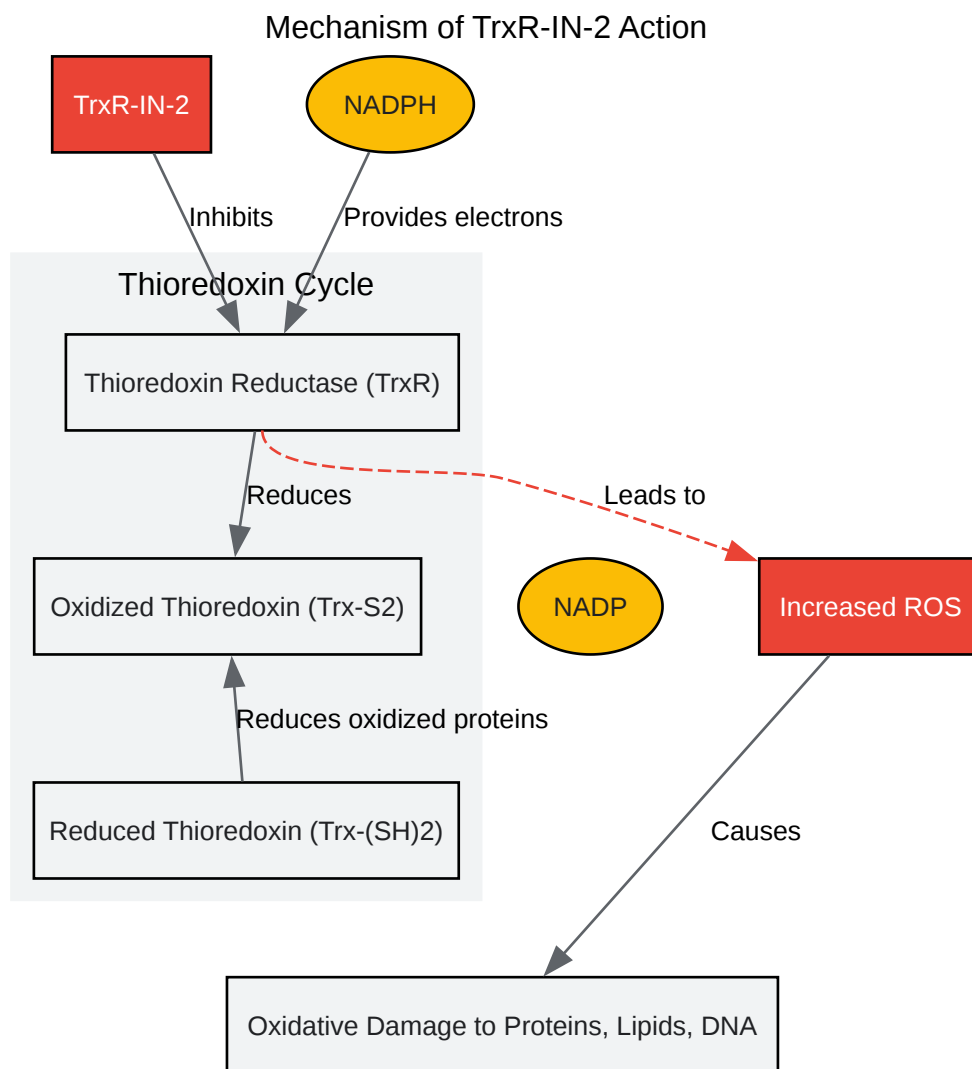 Mechanism of TrxR-IN-2 Action
TrxR-IN-2
NADPH
Inhibits
Provides electrons
Thioredoxin Cycle
Thioredoxin Reductase (TrxR)
Reduces
Leads to
Oxidized Thioredoxin (Trx-S2)
NADP
Increased ROS
Reduces oxidized proteins
Reduced Thioredoxin (Trx-(SH)2)
Causes
Oxidative Damage to Proteins, Lipids, DNA